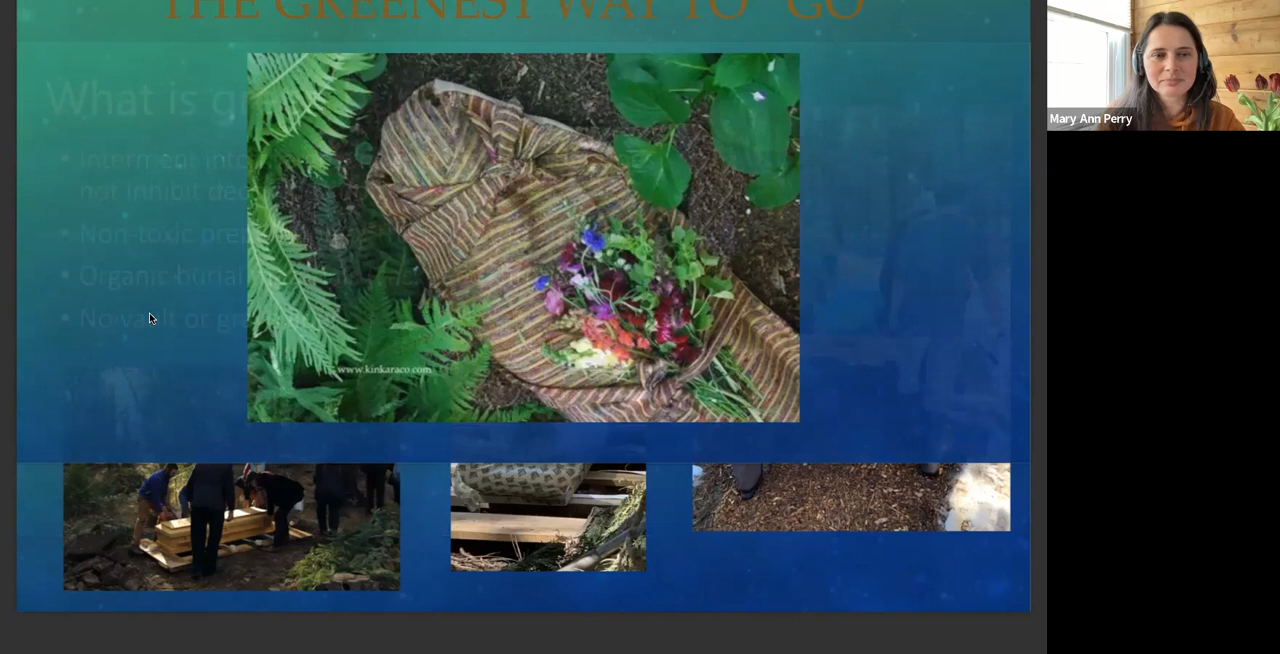 THE GREENEST WAY TO "GO"
What is g
• Interment into
not inhibit de
• Non-toxic prep
• Organic burial
• No vault or gr
www.kinkaraco.com
Mary Ann Perry